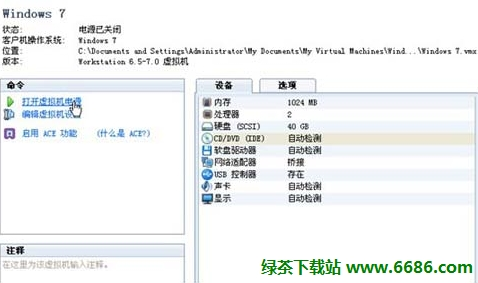 Windows 7
状态: 电源已关闭
客户机操作系统: Windows 7
位置: C:\Documents and Settings\Administrator\My Documents\My Virtual Machines\Wind...\Windows 7.vmx
版本: Workstation 6.5-7.0 虚拟机
命令
打开虚拟机电源
编辑虚拟机设
启用 ACE 功能 (什么是 ACE?)
设备 选项
内存 1024 MB
处理器 2
硬盘 (SCSI) 40 GB
CD/DVD (IDE) 自动检测
软盘驱动器 自动检测
网络适配器 桥接
USB 控制器 存在
声卡 自动检测
显示 自动检测
注释
在这里为该虚拟机输入注释。
绿茶下载站 www.6686.com